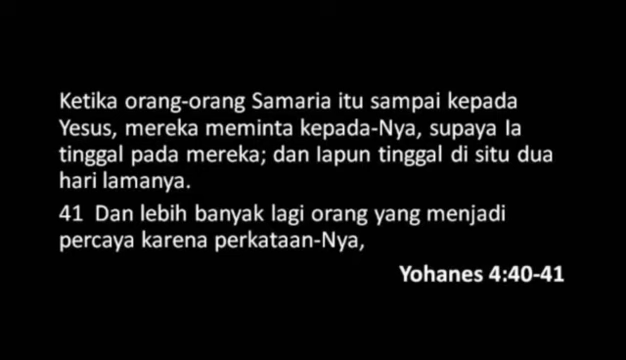 Ketika orang-orang Samaria itu sampai kepada
Yesus, mereka meminta kepada-Nya, supaya Ia
tinggal pada mereka; dan Iapun tinggal di situ dua
hari lamanya.
41 Dan lebih banyak lagi orang yang menjadi
percaya karena perkataan-Nya,
Yohanes 4:40-41